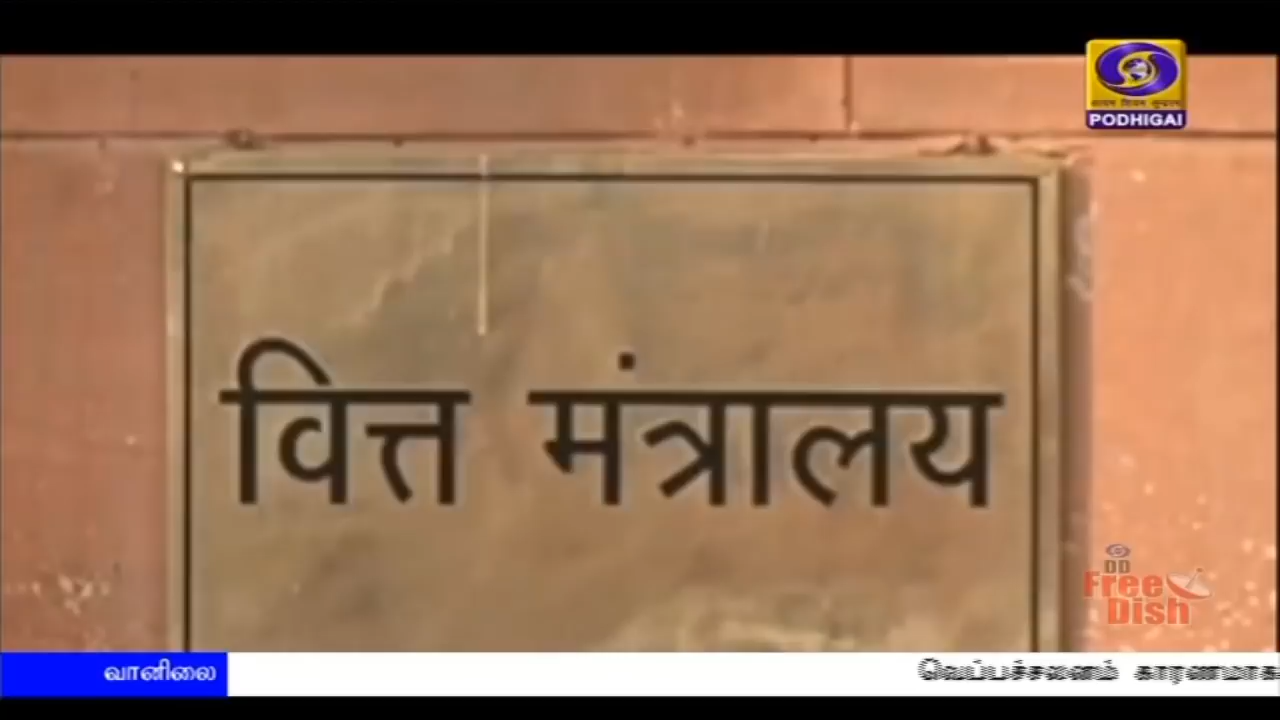 PODHIGAI
वित्त मंत्रालय
DD
Free
Dish
வானிலை
வெப்பச்சலனம் காரணமாக